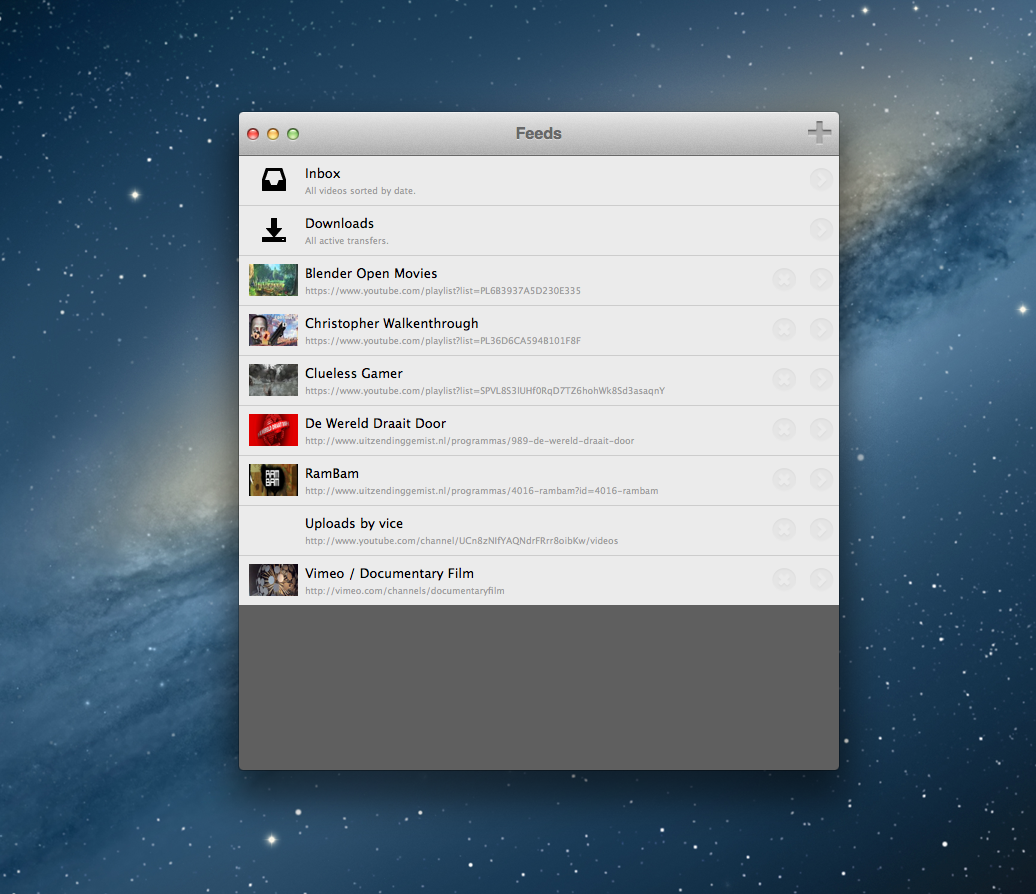 Feeds
Inbox
All videos sorted by date.
Downloads
All active transfers.
Blender Open Movies
https://www.youtube.com/playlist?list=PL6B3937A5D230E335
Christopher Walkenthrough
https://www.youtube.com/playlist?list=PL36D6CA594B101F8F
Clueless Gamer
https://www.youtube.com/playlist?list=SPVL8S3lUHf0RqD7TZ6hohWk8Sd3asaqnY
De Wereld Draait Door
http://www.uitzendinggemist.nl/programmas/989-de-wereld-draait-door
RAM
BAM
RamBam
http://www.uitzendinggemist.nl/programmas/4016-rambam?id=4016-rambam
Uploads by vice
http://www.youtube.com/channel/UCn8zNIfYAQNdrFRrr8oibKw/videos
Vimeo / Documentary Film
http://vimeo.com/channels/documentaryfilm